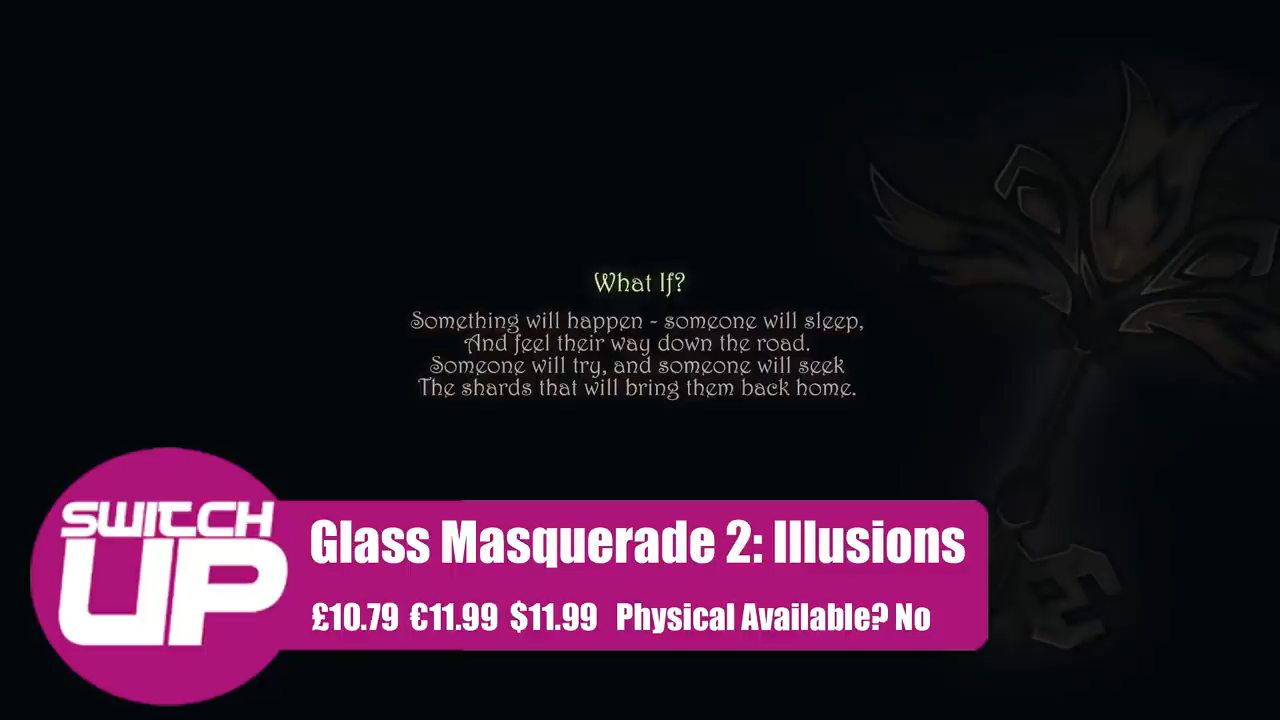 What If?
Something will happen - someone will sleep,
And feel their way down the road.
Someone will try, and someone will seek
The shards that will bring them back home.
SWITCH
UP
Glass Masquerade 2: Illusions
£10.79 €11.99 $11.99 Physical Available? No